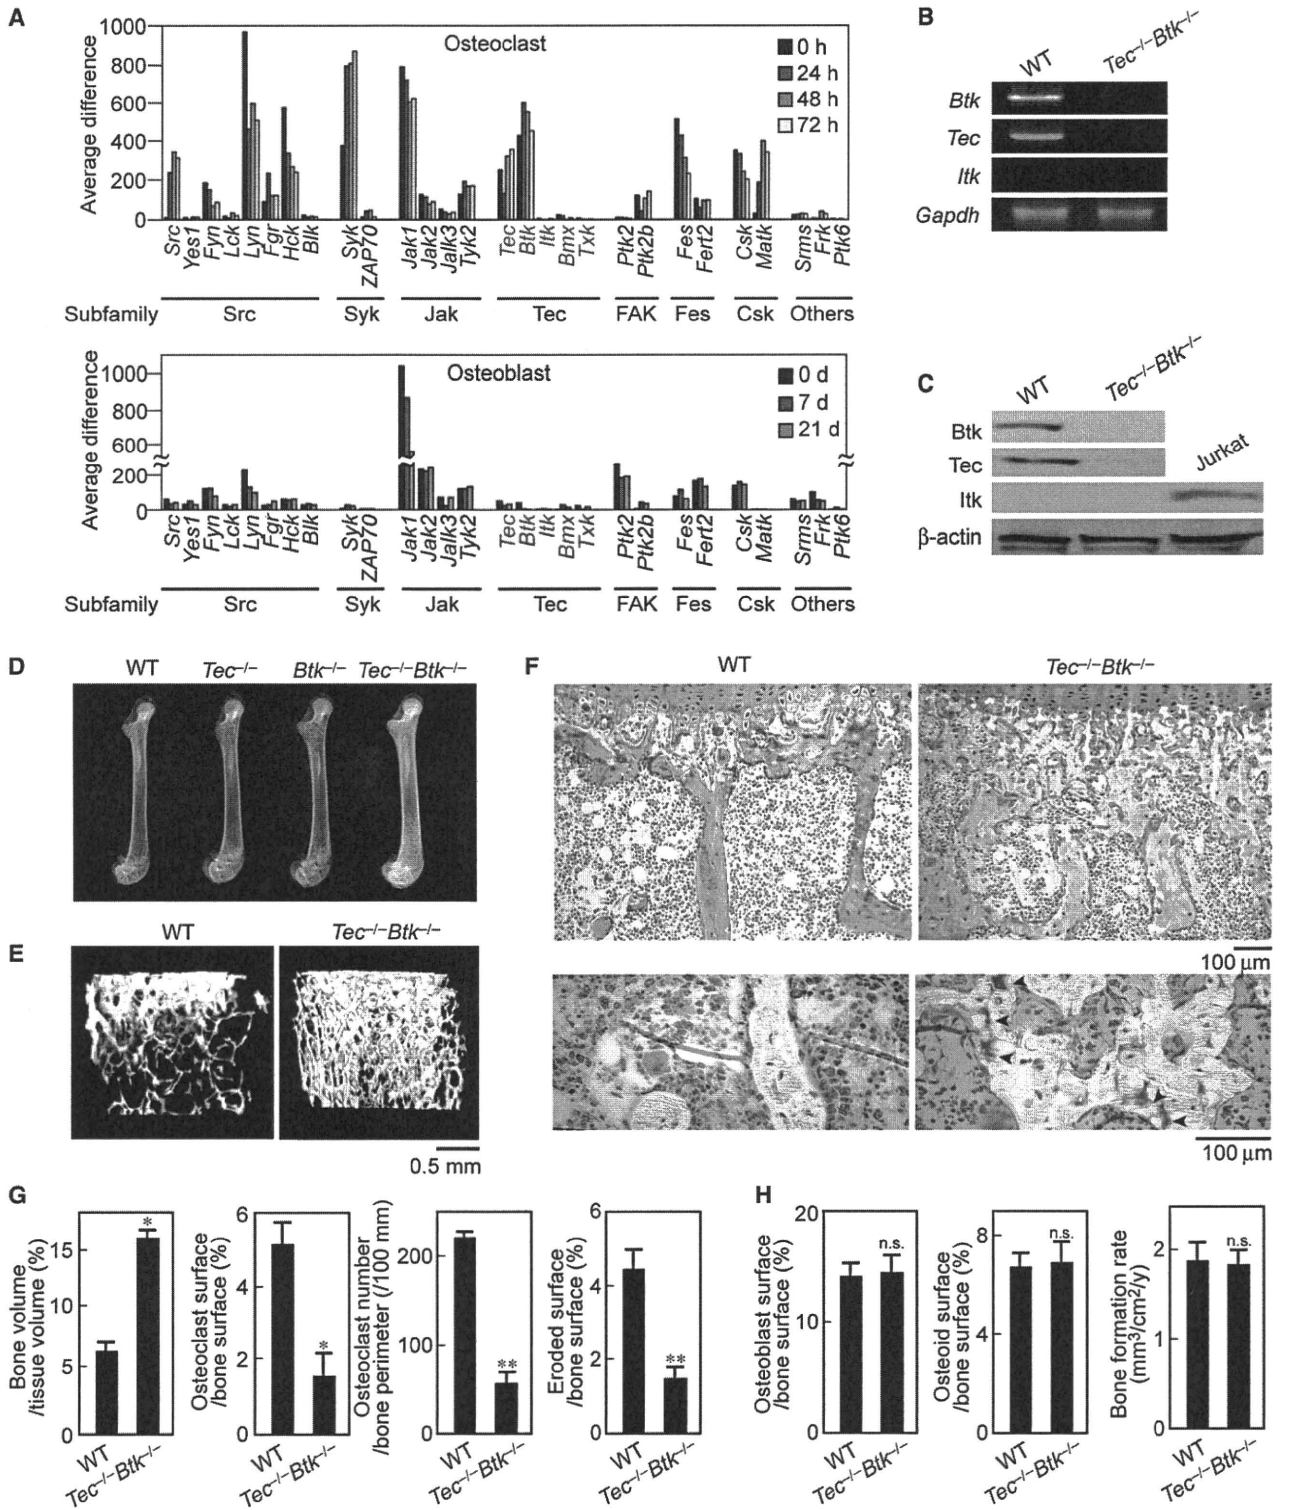 A
Average difference
1000
800
600
400
200
0
Osteoclast
0 h
24 h
48 h
72 h
Src Yes1 Fyn Lck Lyn Fgr Hck Blk Syk ZAP70 Jak1 Jak2 Jalk3 Tyk2 Tec Btk Itk Bmx Txk Ptk2 Ptk2b Fes Fert2 Csk Matk Srms Frk Ptk6
Subfamily Src Syk Jak Tec FAK Fes Csk Others
Average difference
1000
800
600
200
0
Osteoblast
0 d
7 d
21 d
Src Yes1 Fyn Lck Lyn Fgr Hck Blk Syk ZAP70 Jak1 Jak2 Jalk3 Tyk2 Tec Btk Itk Bmx Txk Ptk2 Ptk2b Fes Fert2 Csk Matk Srms Frk Ptk6
Subfamily Src Syk Jak Tec FAK Fes Csk Others
B
WT Tec–/–Btk–/–
Btk
Tec
Itk
Gapdh
C
WT Tec–/–Btk–/–
Btk
Tec
Jurkat
Itk
β-actin
D
WT Tec–/– Btk–/– Tec–/–Btk–/–
E
WT Tec–/–Btk–/–
0.5 mm
F
WT Tec–/–Btk–/–
100 μm
100 μm
G
Bone volume
/tissue volume (%)
15
10
5
0
*
WT Tec–/–Btk–/–
Osteoclast surface
/bone surface (%)
6
4
2
0
*
WT Tec–/–Btk–/–
Osteoclast number
/bone perimeter (/100 mm)
200
100
0
**
WT Tec–/–Btk–/–
Eroded surface
/bone surface (%)
6
4
2
0
**
WT Tec–/–Btk–/–
H
Osteoblast surface
/bone surface (%)
20
10
0
n.s.
WT Tec–/–Btk–/–
Osteoid surface
/bone surface (%)
8
4
0
n.s.
WT Tec–/–Btk–/–
Bone formation rate
(mm3/cm2/y)
2
1
0
n.s.
WT Tec–/–Btk–/–